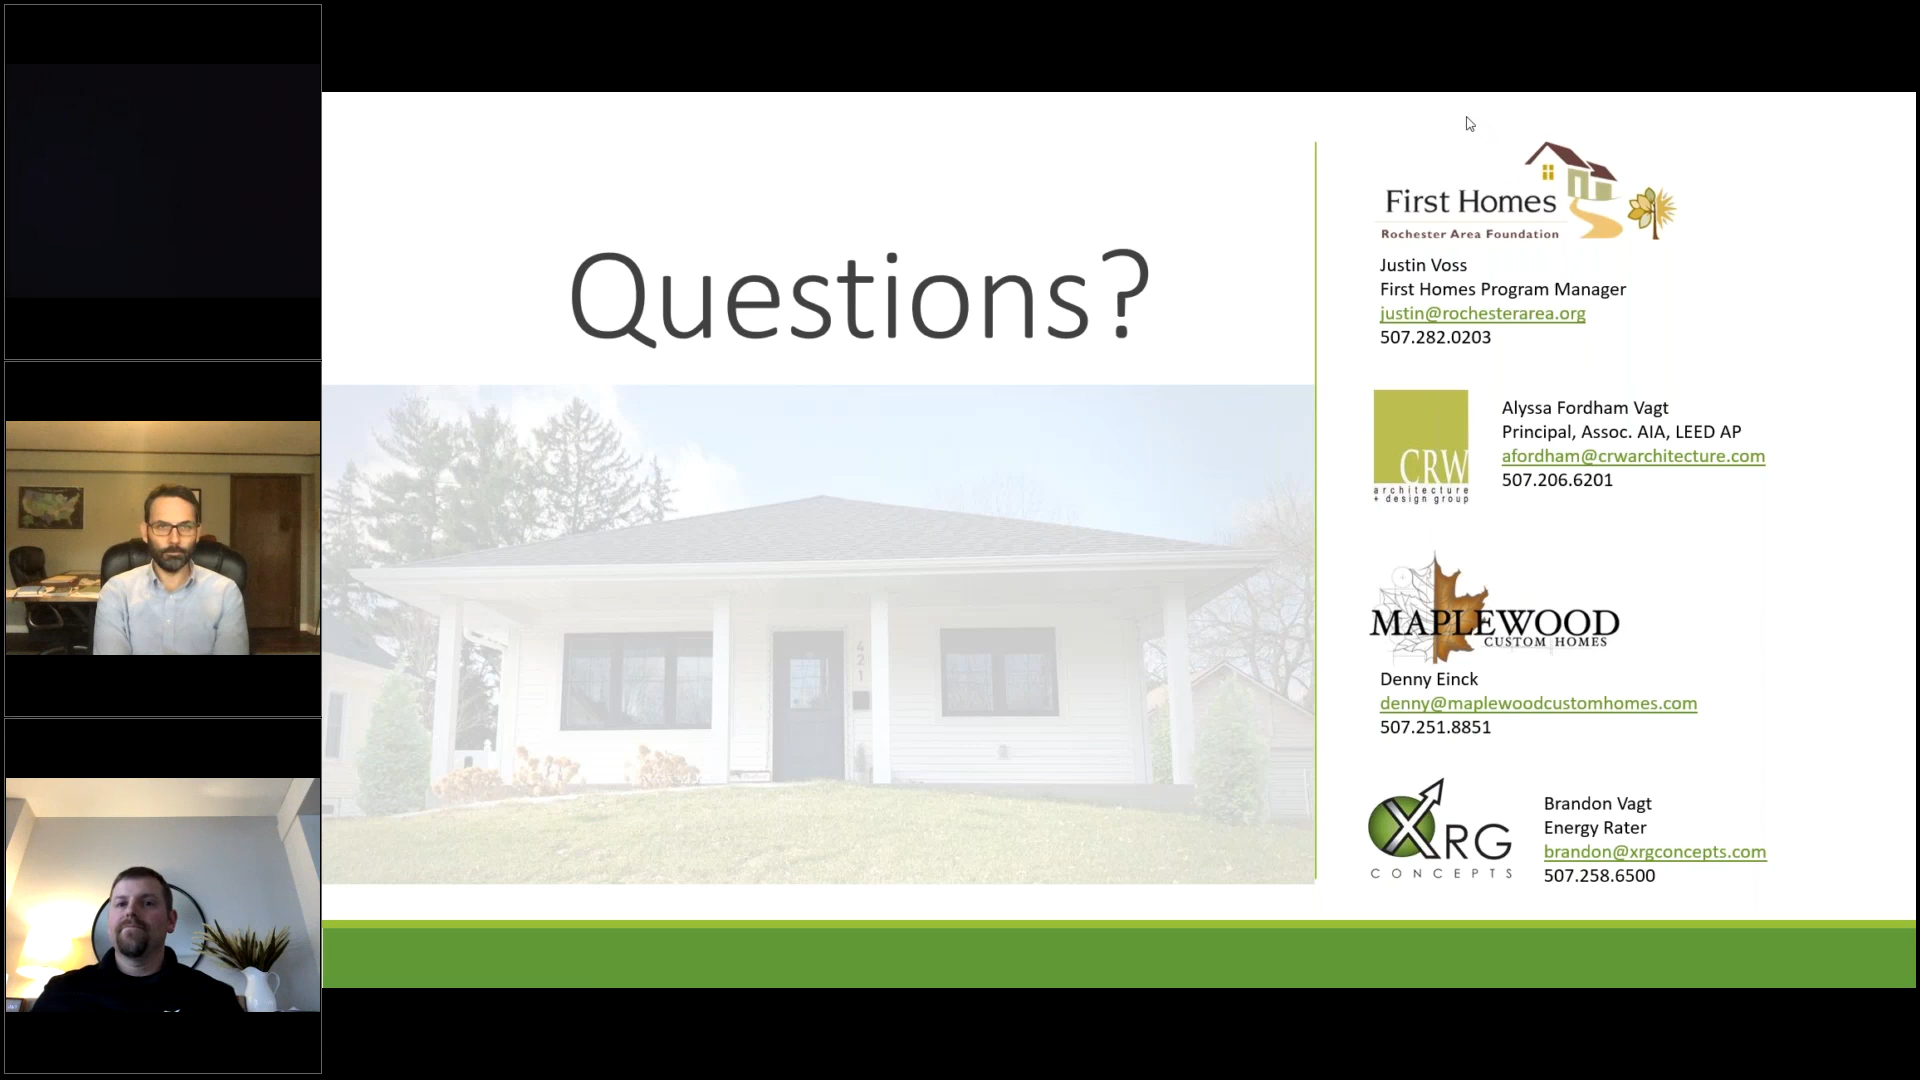 Questions?
421
First Homes
Rochester Area Foundation
Justin Voss
First Homes Program Manager
justin@rochesterarea.org
507.282.0203
CRW
architecture
+ design group
Alyssa Fordham Vagt
Principal, Assoc. AIA, LEED AP
afordham@crwarchitecture.com
507.206.6201
MAPLEWOOD
CUSTOM HOMES
Denny Einck
denny@maplewoodcustomhomes.com
507.251.8851
XRG
CONCEPTS
Brandon Vagt
Energy Rater
brandon@xrgconcepts.com
507.258.6500